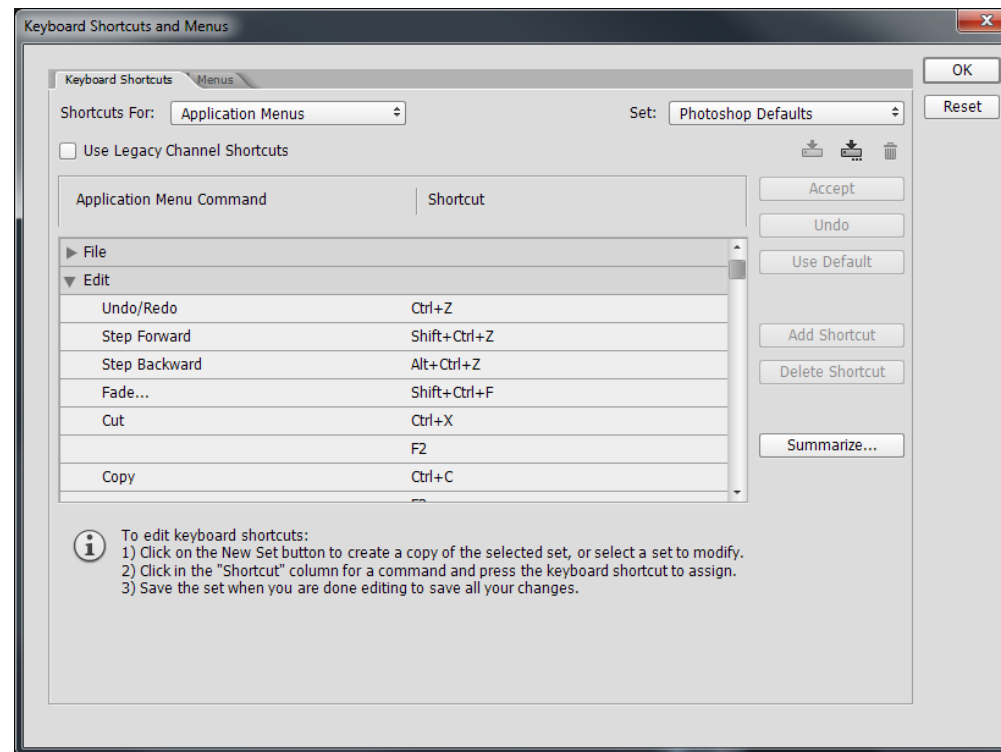 Keyboard Shortcuts and Menus
Keyboard Shortcuts Menus
OK
Shortcuts For: Application Menus Set: Photoshop Defaults
Reset
Use Legacy Channel Shortcuts
Application Menu Command Shortcut
Accept
Undo
File
Use Default
Edit
Undo/Redo Ctrl+Z
Step Forward Shift+Ctrl+Z
Add Shortcut
Step Backward Alt+Ctrl+Z
Delete Shortcut
Fade... Shift+Ctrl+F
Cut Ctrl+X
F2
Summarize...
Copy Ctrl+C
To edit keyboard shortcuts:
1) Click on the New Set button to create a copy of the selected set, or select a set to modify.
2) Click in the "Shortcut" column for a command and press the keyboard shortcut to assign.
3) Save the set when you are done editing to save all your changes.